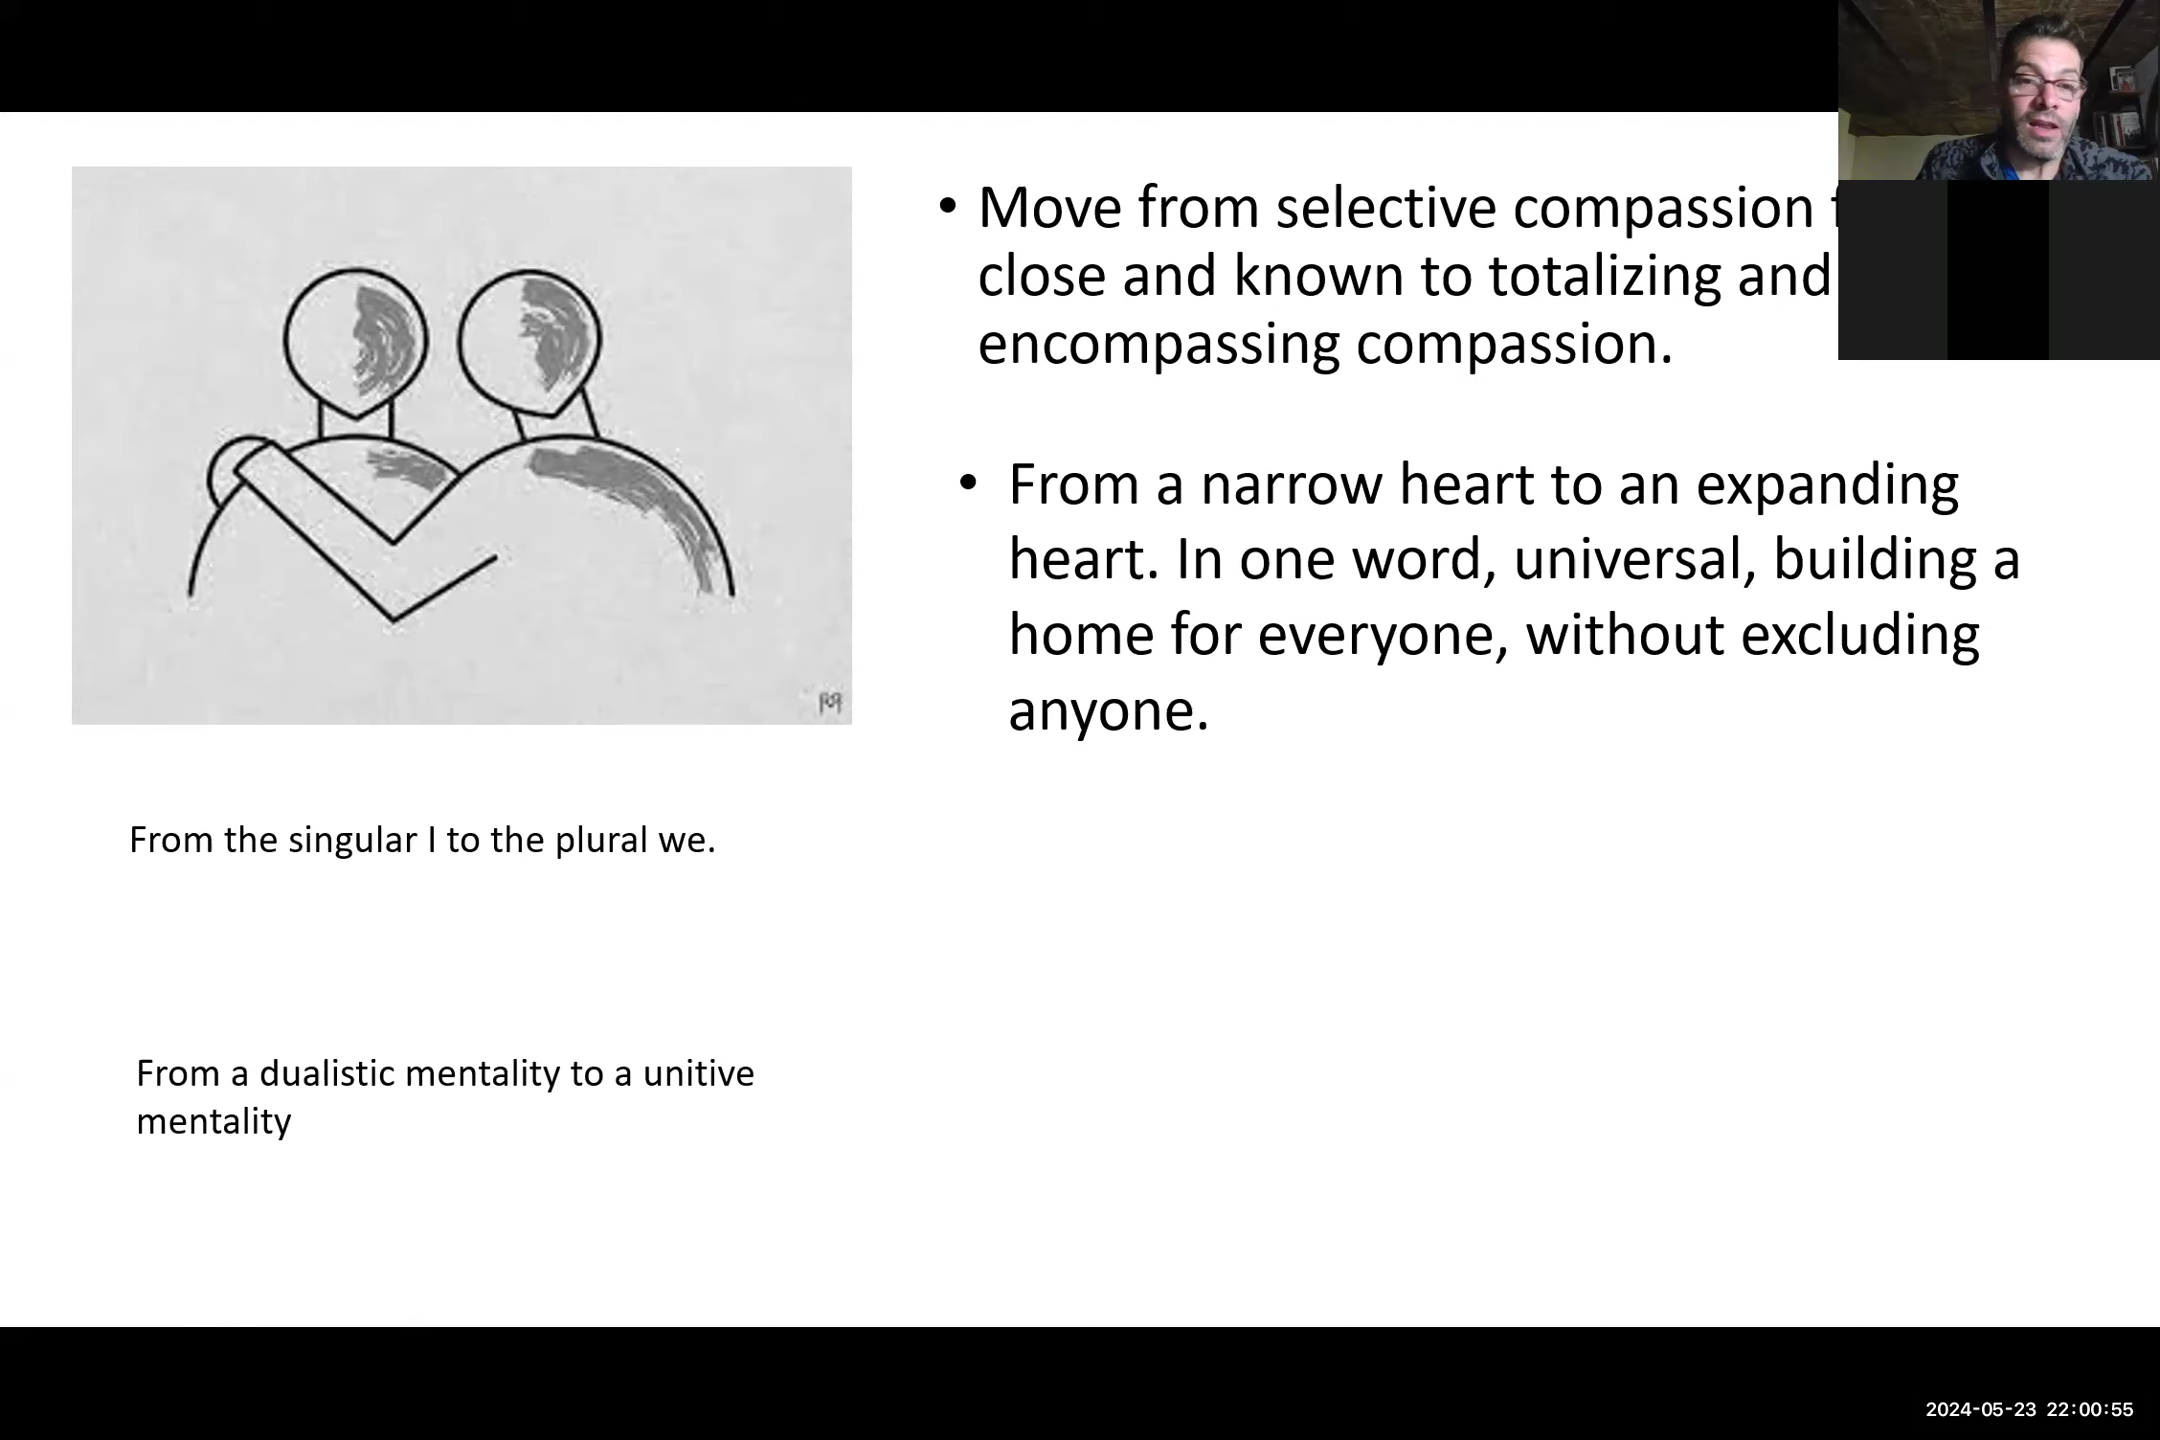 • Move from selective compassion
close and known to totalizing and
encompassing compassion.
• From a narrow heart to an expanding
heart. In one word, universal, building a
home for everyone, without excluding
anyone.
From the singular I to the plural we.
From a dualistic mentality to a unitive
mentality
2024-05-23 22:00:55